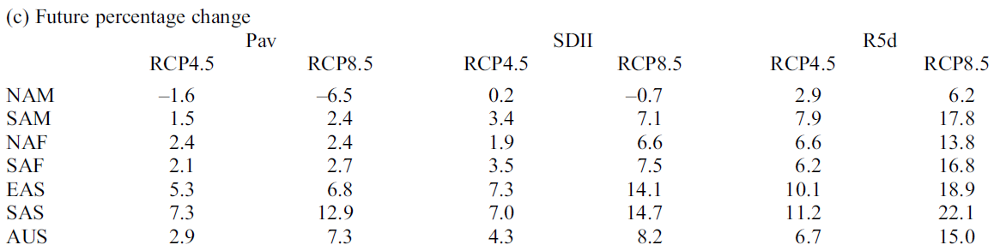 (c) Future percentage change
Pav SDII R5d
RCP4.5 RCP8.5 RCP4.5 RCP8.5 RCP4.5 RCP8.5
NAM –1.6 –6.5 0.2 –0.7 2.9 6.2
SAM 1.5 2.4 3.4 7.1 7.9 17.8
NAF 2.4 2.4 1.9 6.6 6.6 13.8
SAF 2.1 2.7 3.5 7.5 6.2 16.8
EAS 5.3 6.8 7.3 14.1 10.1 18.9
SAS 7.3 12.9 7.0 14.7 11.2 22.1
AUS 2.9 7.3 4.3 8.2 6.7 15.0